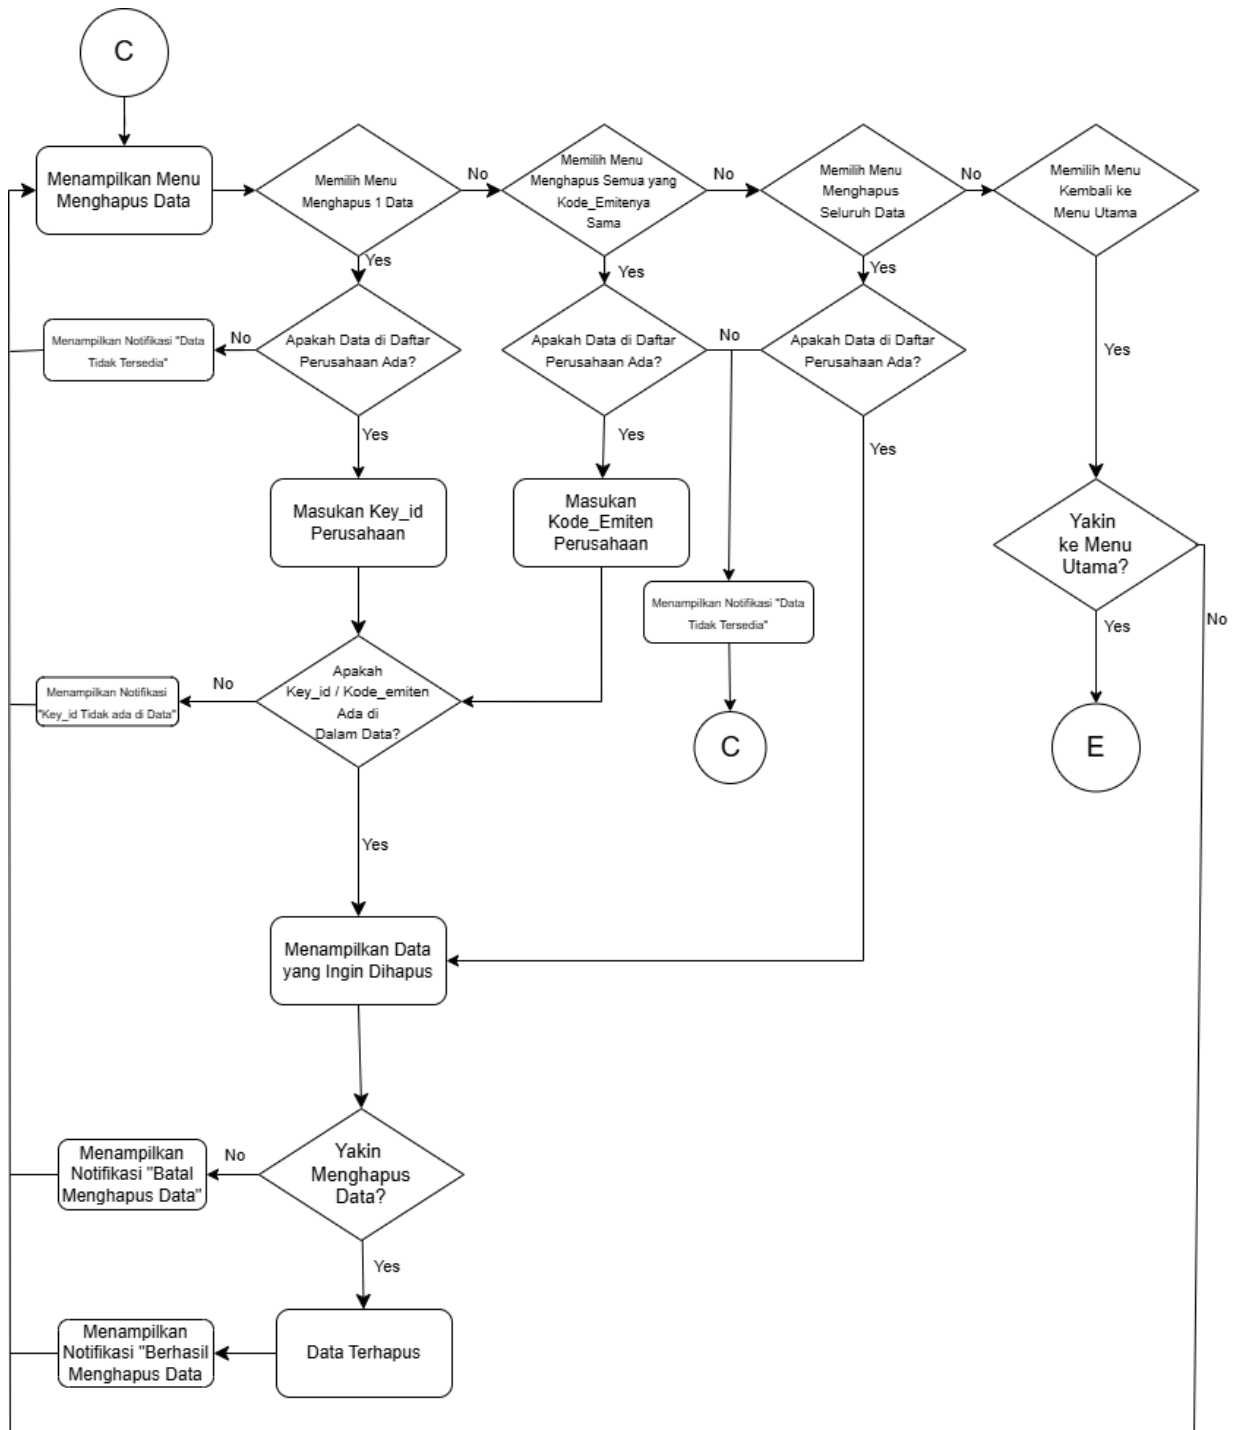 C
Menampilkan Menu
Menghapus Data
Memilih Menu
Menghapus 1 Data
No
Memilih Menu
Menghapus Semua yang
Kode_Emitenya
Sama
No
Memilih Menu
Menghapus
Seluruh Data
No
Memilih Menu
Kembali ke
Menu Utama
Yes
Yes
Yes
Menampilkan Notifikasi "Data
Tidak Tersedia"
No
Apakah Data di Daftar
Perusahaan Ada?
Apakah Data di Daftar
Perusahaan Ada?
No
Apakah Data di Daftar
Perusahaan Ada?
Yes
Yes
Yes
Yes
Masukan Key_id
Perusahaan
Masukan
Kode_Emiten
Perusahaan
Yakin
ke Menu
Utama?
Menampilkan Notifikasi "Data
Tidak Tersedia"
Yes
No
Menampilkan Notifikasi
"Key_id Tidak ada di Data"
No
Apakah
Key_id / Kode_emiten
Ada di
Dalam Data?
C
E
Yes
Menampilkan Data
yang Ingin Dihapus
Menampilkan
Notifikasi "Batal
Menghapus Data"
No
Yakin
Menghapus
Data?
Yes
Menampilkan
Notifikasi "Berhasil
Menghapus Data
Data Terhapus